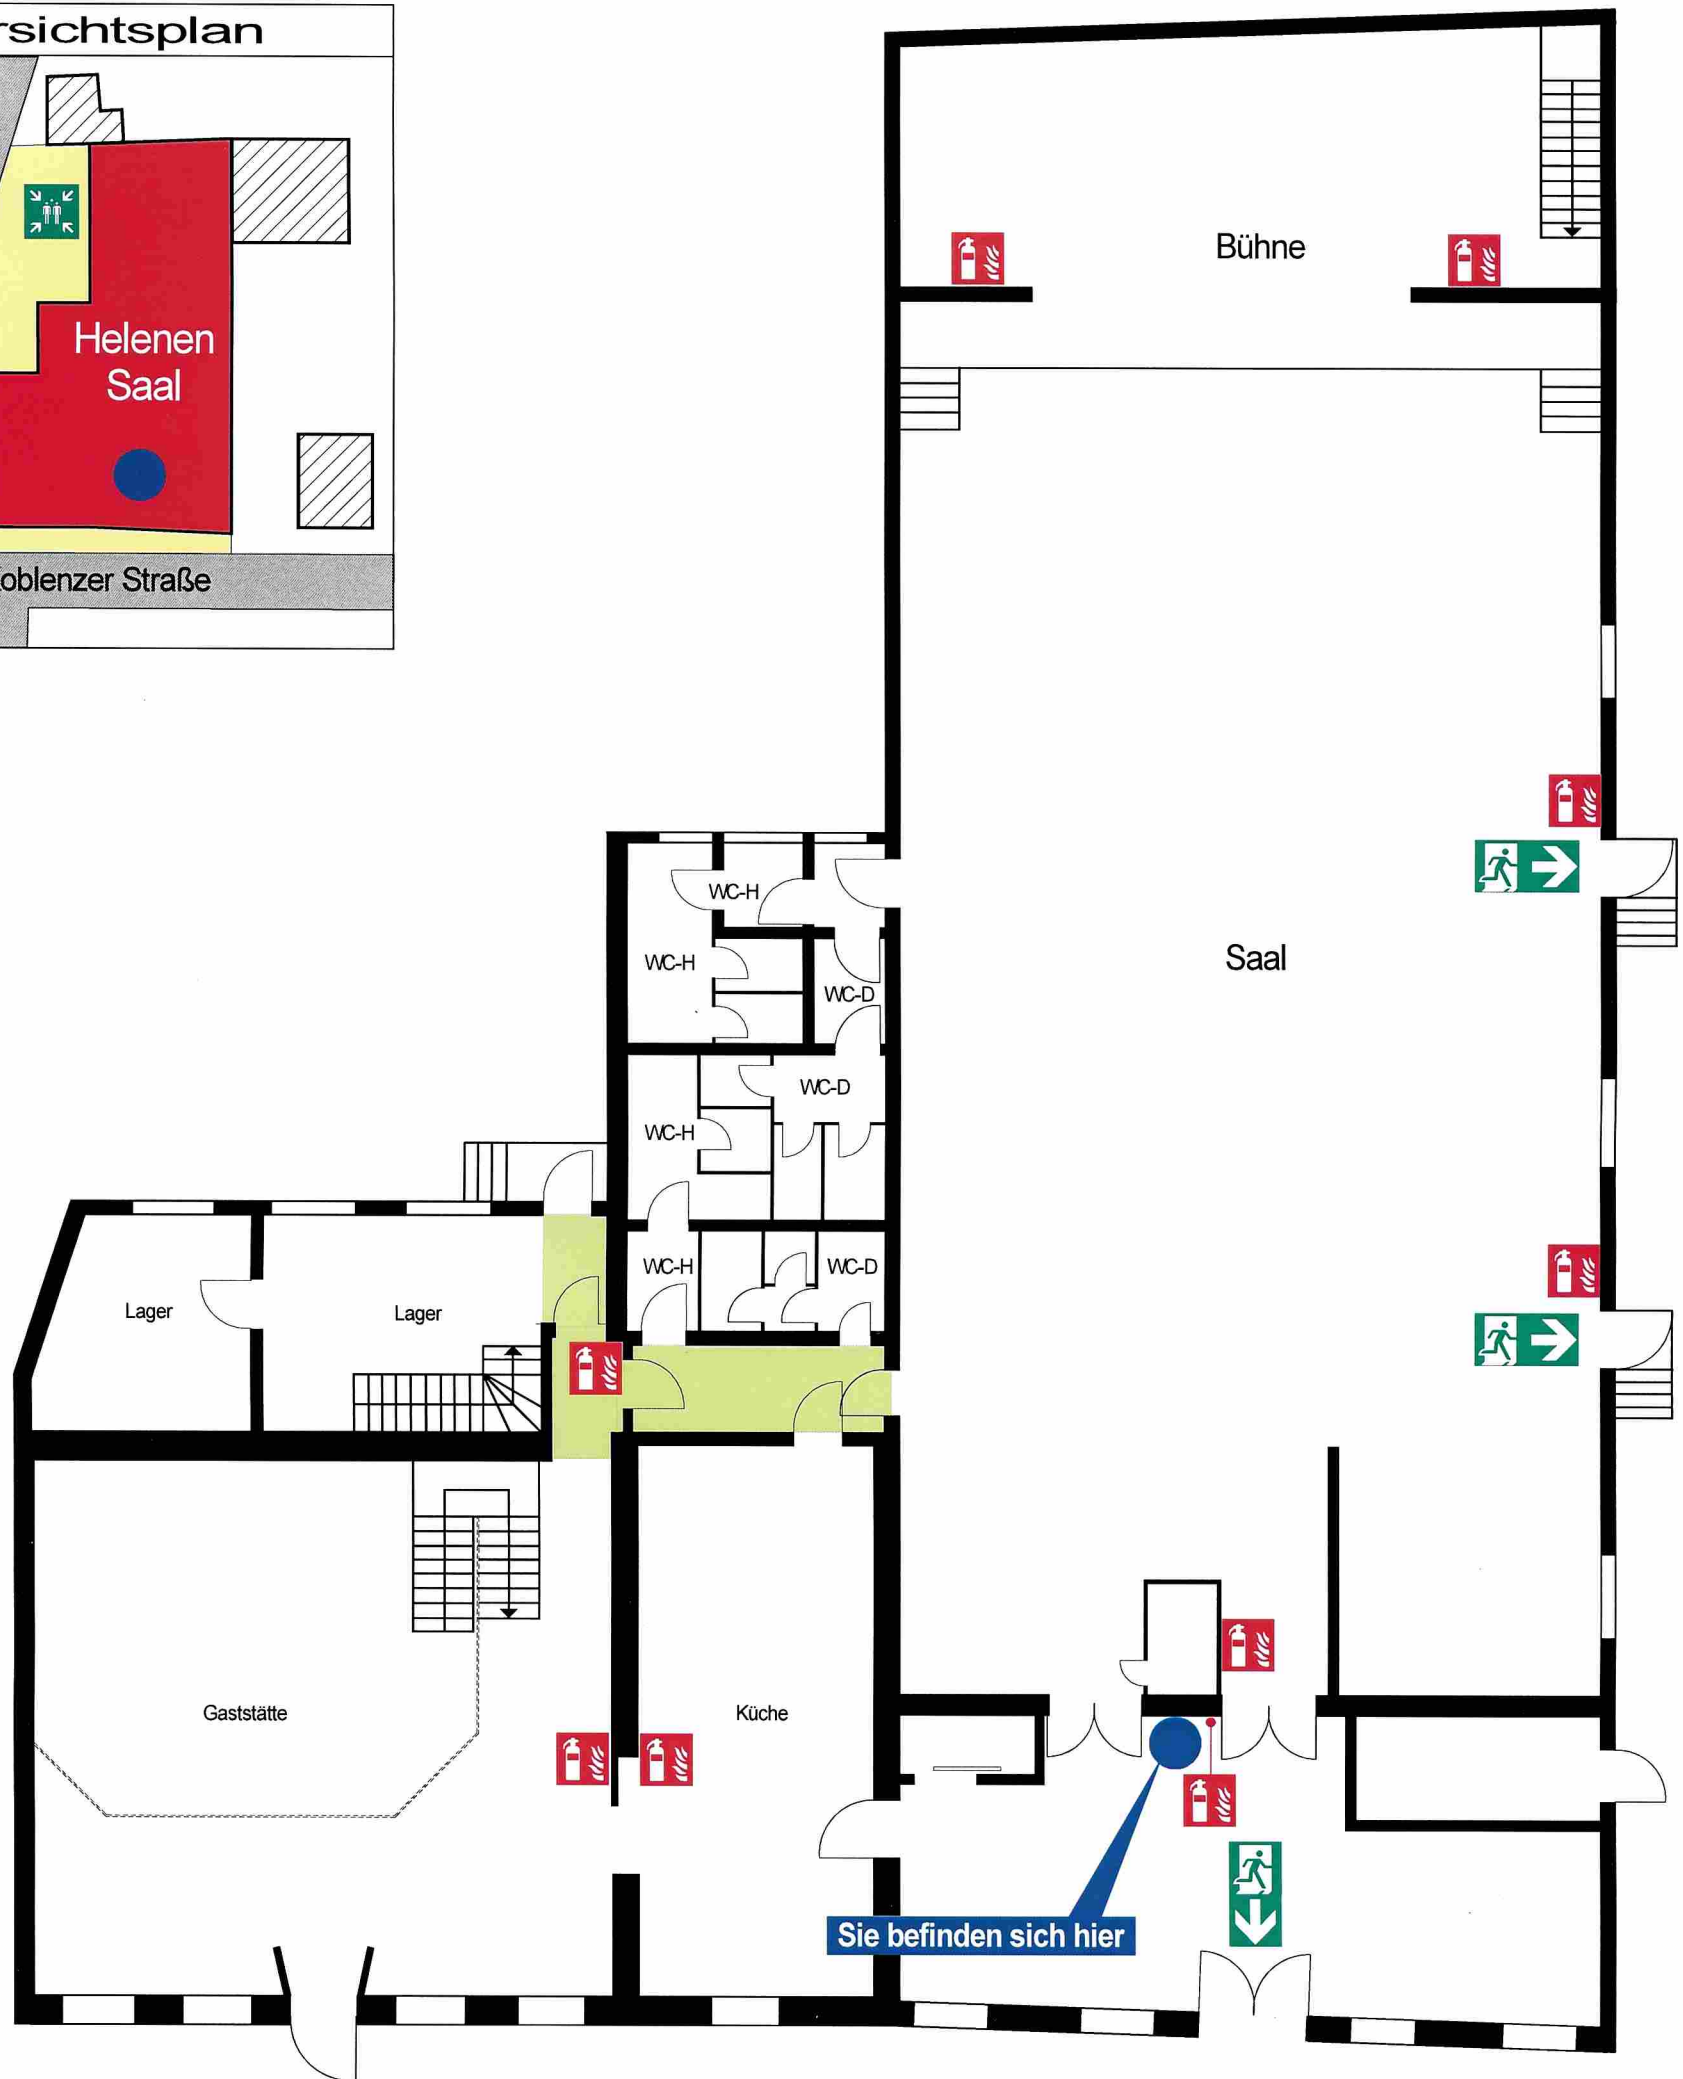 rsichtsplan
Helenen
Saal
oblenzer Straße
Bühne
Saal
WC-H
WC-H
WC-D
WC-D
WC-H
WC-H
WC-D
Lager
Lager
Gaststätte
Küche
Sie befinden sich hier